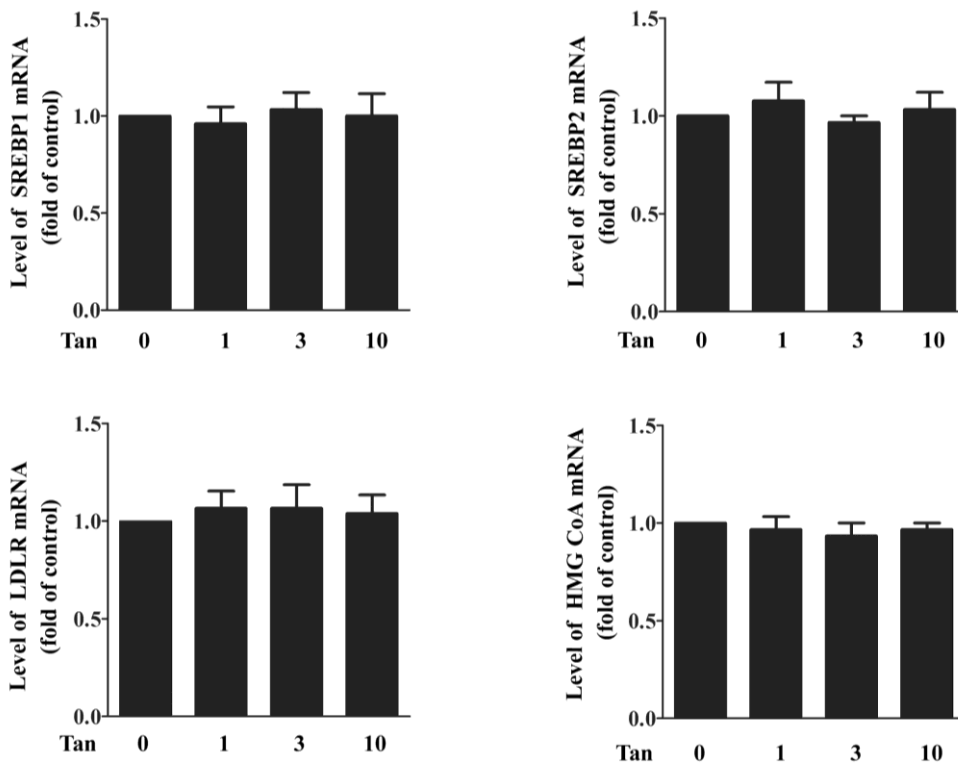 Level of SREBP1 mRNA
(fold of control)
1.5
1.0
0.5
0.0
Tan 0 1 3 10
Level of SREBP2 mRNA
(fold of control)
1.5
1.0
0.5
0.0
Tan 0 1 3 10
Level of LDLR mRNA
(fold of control)
1.5
1.0
0.5
0.0
Tan 0 1 3 10
Level of HMG CoA mRNA
(fold of control)
1.5
1.0
0.5
0.0
Tan 0 1 3 10